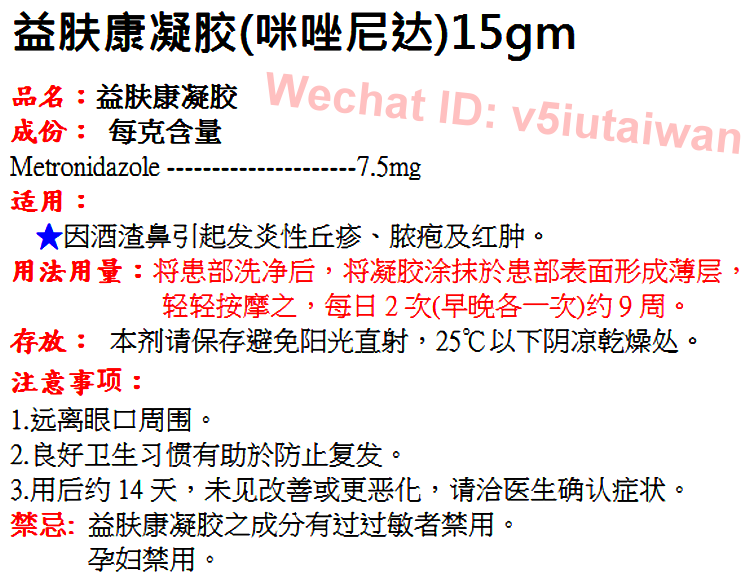 益肤康凝胶(咪唑尼达)15gm
Wechat ID: v5iutaiwan
品名：益肤康凝胶
成份： 每克含量
Metronidazole ---------------------7.5mg
适用：
★因酒渣鼻引起发炎性丘疹、脓疱及红肿。
用法用量：将患部洗净后，将凝胶涂抹於患部表面形成薄层，
轻轻按摩之，每日2次(早晚各一次)约9周。
存放： 本剂请保存避免阳光直射，25℃以下阴凉乾燥处。
注意事项：
1.远离眼口周围。
2.良好卫生习惯有助於防止复发。
3.用后约14天，未见改善或更恶化，请洽医生确认症状。
禁忌: 益肤康凝胶之成分有过过敏者禁用。
孕妇禁用。